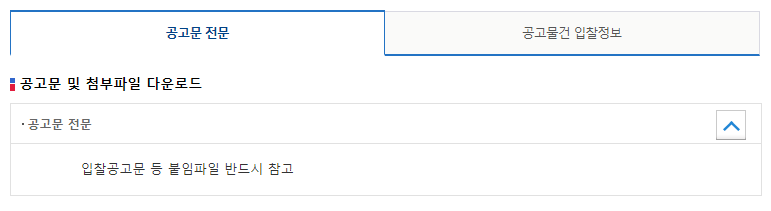 공고문 전문
공고물건 입찰정보
공고문 및 첨부파일 다운로드
· 공고문 전문
입찰공고문 등 붙임파일 반드시 참고